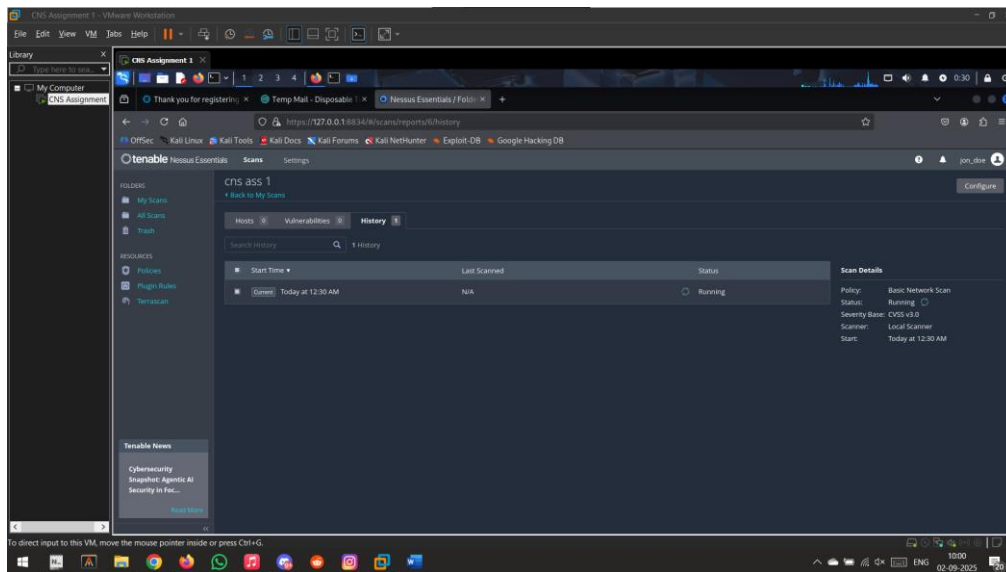 CNS Assignment 1 - VMware Workstation
File Edit View VM Tabs Help
Library X
Type here to sea...
My Computer
CNS Assignment
CNS Assignment 1 ×
1 2 3 4
0:30
Thank you for registering × Temp Mail - Disposable T × Nessus Essentials / Folde × +
https://127.0.0.1:8834/#/scans/reports/6/history
OffSec Kali Linux Kali Tools Kali Docs Kali Forums Kali NetHunter Exploit-DB Google Hacking DB
tenable Nessus Essentials Scans Settings jon_doe
FOLDERS
My Scans
All Scans
Trash
RESOURCES
Policies
Plugin Rules
Terrascan
cns ass 1
Back to My Scans
Configure
Hosts 0 Vulnerabilities 0 History 1
Search History 1 History
Start Time Last Scanned Status
Current Today at 12:30 AM N/A Running
Scan Details
Policy: Basic Network Scan
Status: Running
Severity Base: CVSS v3.0
Scanner: Local Scanner
Start: Today at 12:30 AM
Tenable News
Cybersecurity
Snapshot: Agentic AI
Security in Foc...
Read More
To direct input to this VM, move the mouse pointer inside or press Ctrl+G.
ENG
10:00
02-09-2025